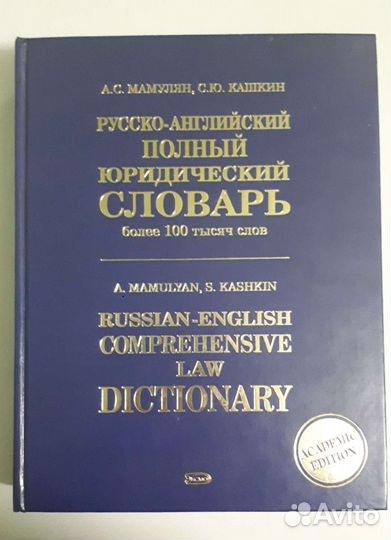 А.С. МАМУЛЯН, С.Ю. КАШКИН
РУССКО-АНГЛИЙСКИЙ
ПОЛНЫЙ
ЮРИДИЧЕСКИЙ
СЛОВАРЬ
более 100 тысяч слов
A. MAMULYAN, S. KASHKIN
RUSSIAN-ENGLISH
COMPREHENSIVE
LAW
DICTIONARY
ACADEMIC
EDITION
ЭКСМО
Avito